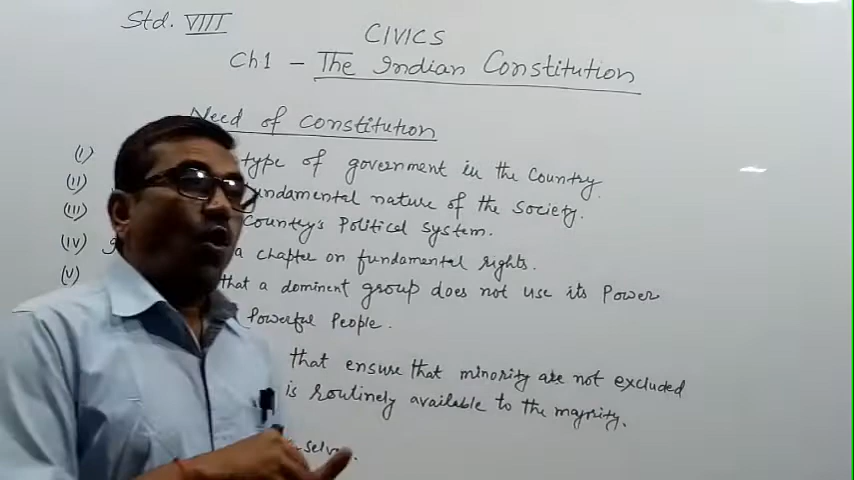 Std. VIII
CIVICS
Ch1 - The Indian Constitution
Need of constitution
(I) type of government in the Country.
(II) fundamental nature of the Society.
(III) Country's Political system.
(IV) a chapter on fundamental rights.
(V) that a dominent group does not use its Power
Powerful People.
that ensure that minority are not excluded
is routinely available to the majrity.